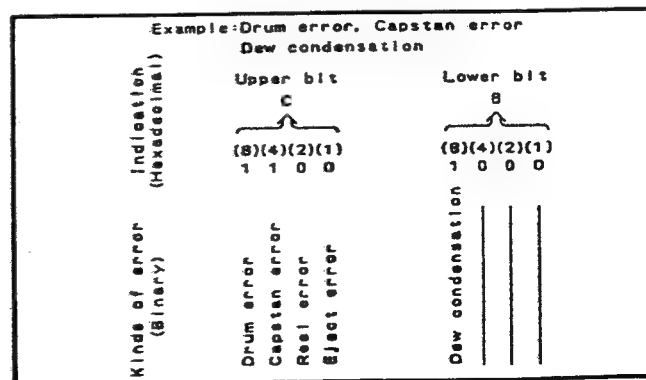 Example:Drum error, Capstan error
Dew condensation
Upper bit
Lower bit
C
8
Indication
(Hexadecimal)
(8)(4)(2)(1)
(8)(4)(2)(1)
1 1 0 0
1 0 0 0
Kinds of error
(Binary)
Drum error
Capstan error
Reel error
Eject error
Dew condensation